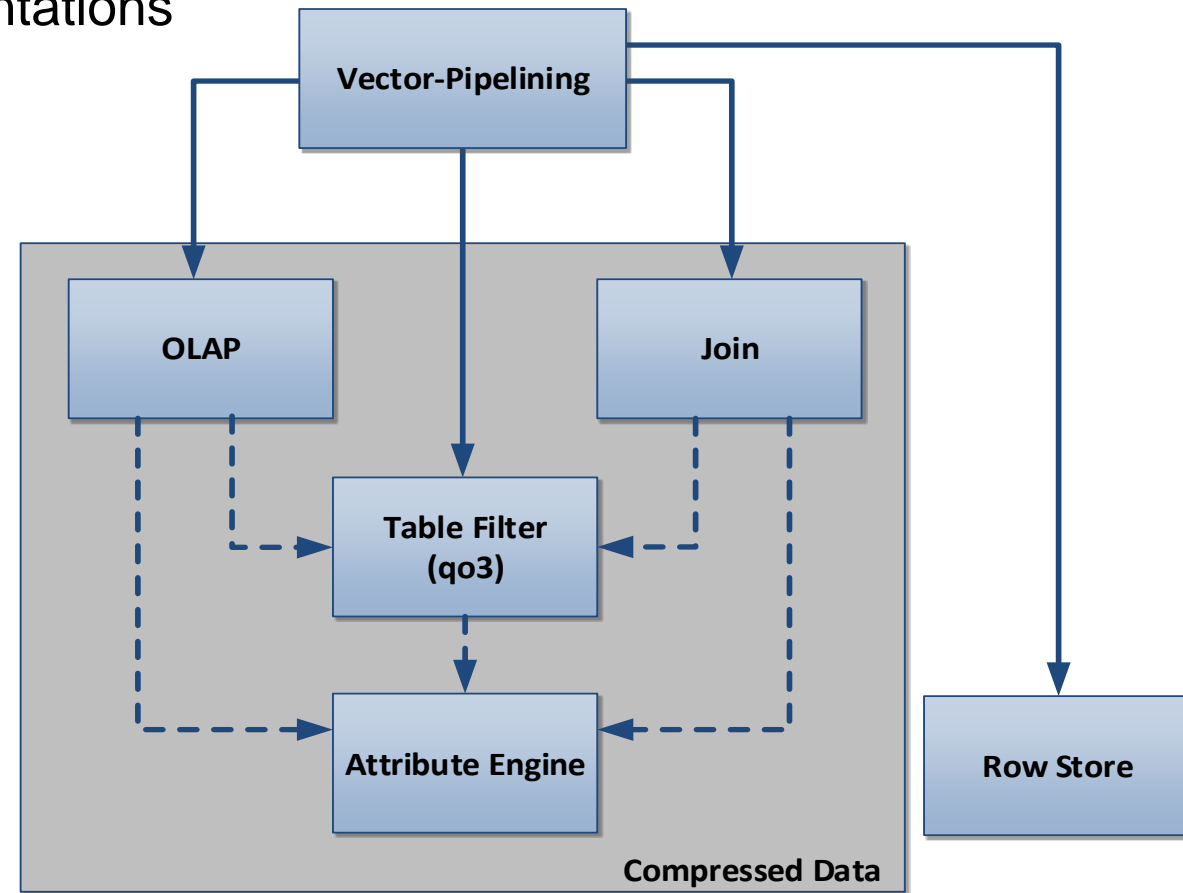 Vector-Pipelining
OLAP
Join
Table Filter
(qo3)
Attribute Engine
Row Store
Compressed Data